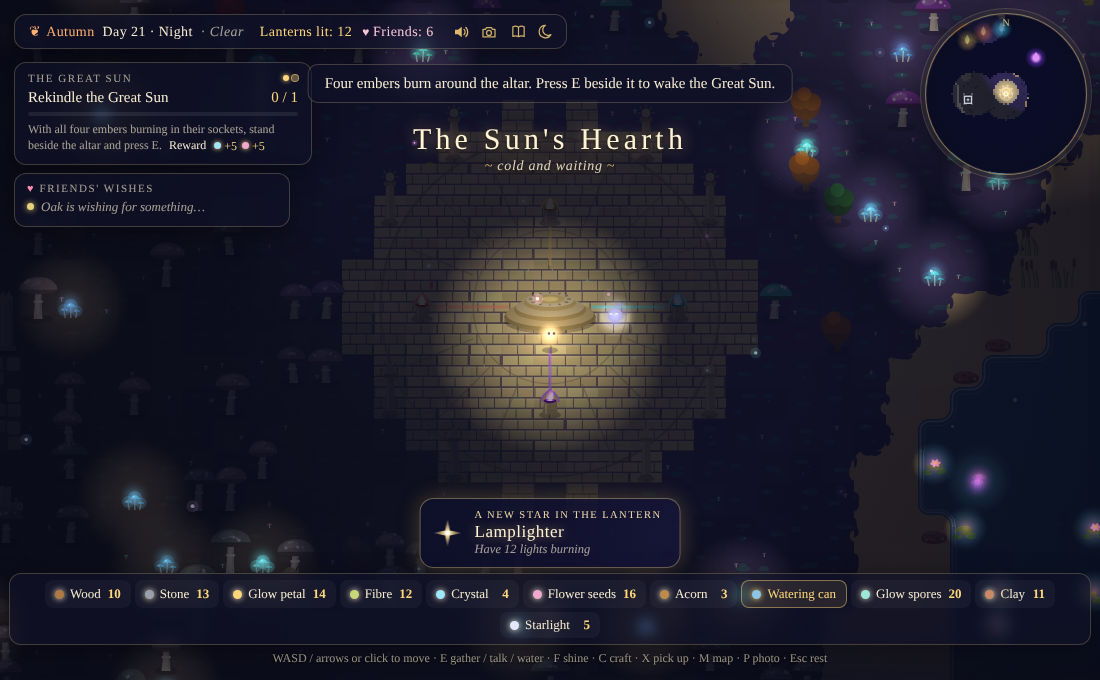 Autumn Day 21 · Night · Clear Lanterns lit: 12 ♥ Friends: 6
N
THE GREAT SUN
Rekindle the Great Sun 0 / 1
With all four embers burning in their sockets, stand
beside the altar and press E. Reward +5 +5
♥ FRIENDS' WISHES
Oak is wishing for something…
Four embers burn around the altar. Press E beside it to wake the Great Sun.
The Sun's Hearth
~ cold and waiting ~
A NEW STAR IN THE LANTERN
Lamplighter
Have 12 lights burning
Wood 10 Stone 13 Glow petal 14 Fibre 12 Crystal 4 Flower seeds 16 Acorn 3 Watering can Glow spores 20 Clay 11
Starlight 5
WASD / arrows or click to move · E gather / talk / water · F shine · C craft · X pick up · M map · P photo · Esc rest